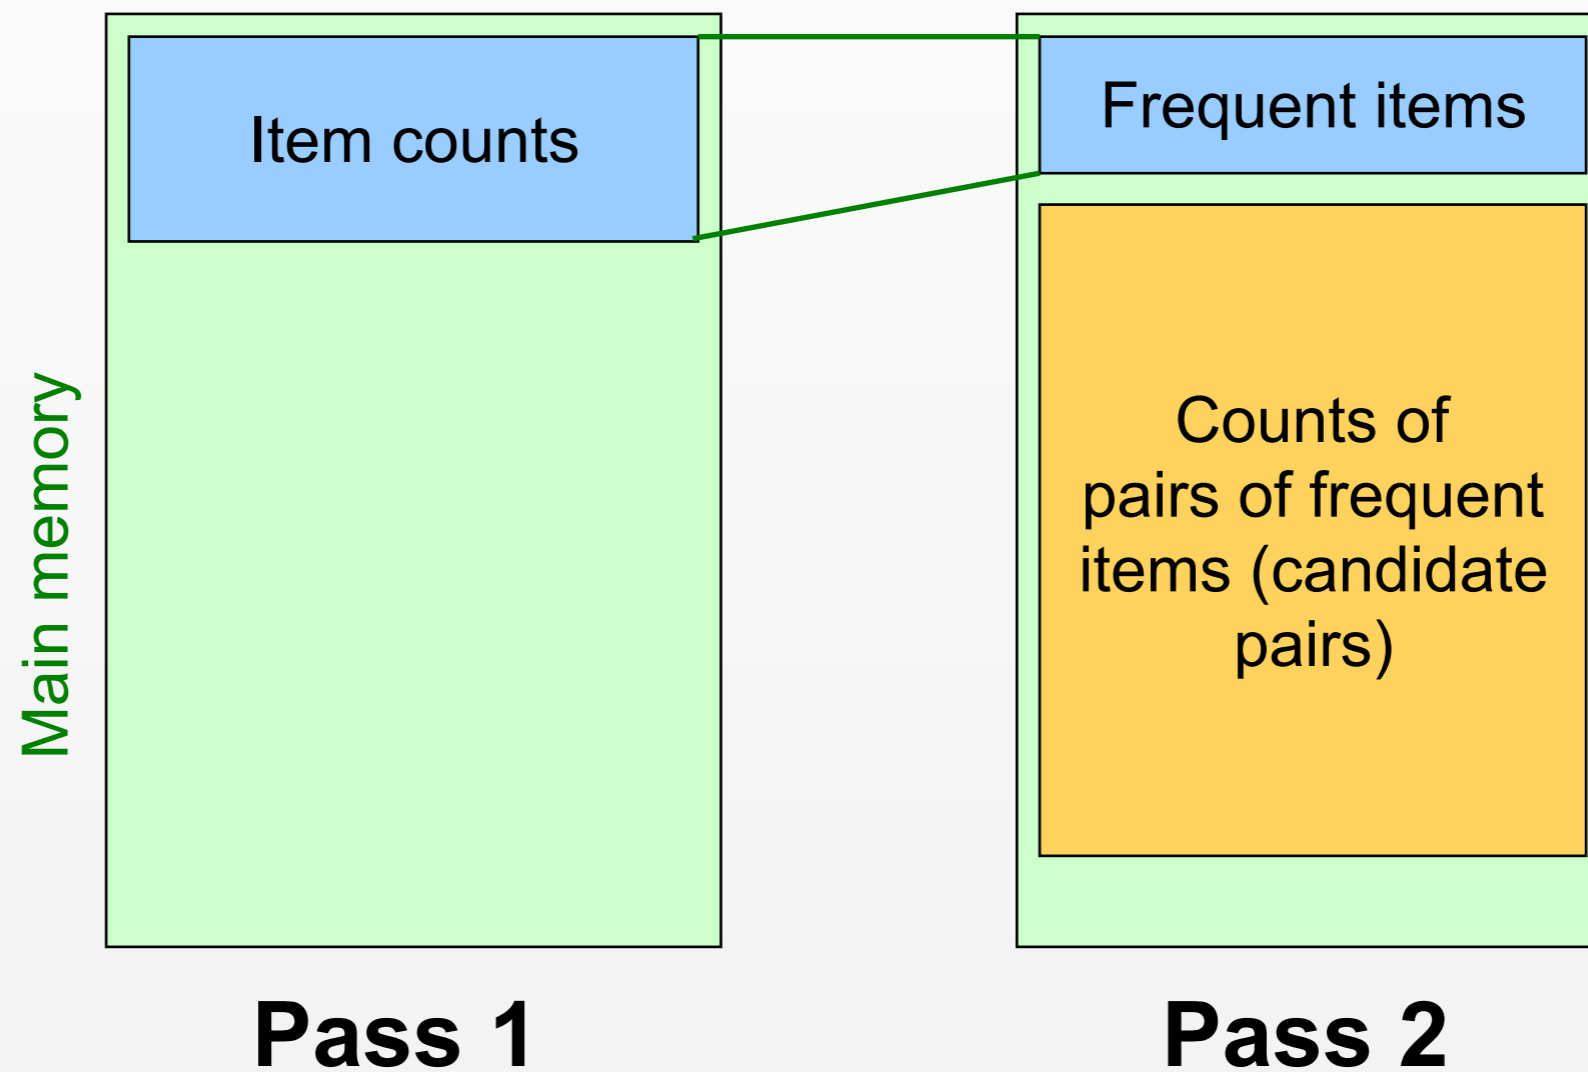 Main memory
Item counts
Frequent items
Counts of
pairs of frequent
items (candidate
pairs)
Pass 1
Pass 2